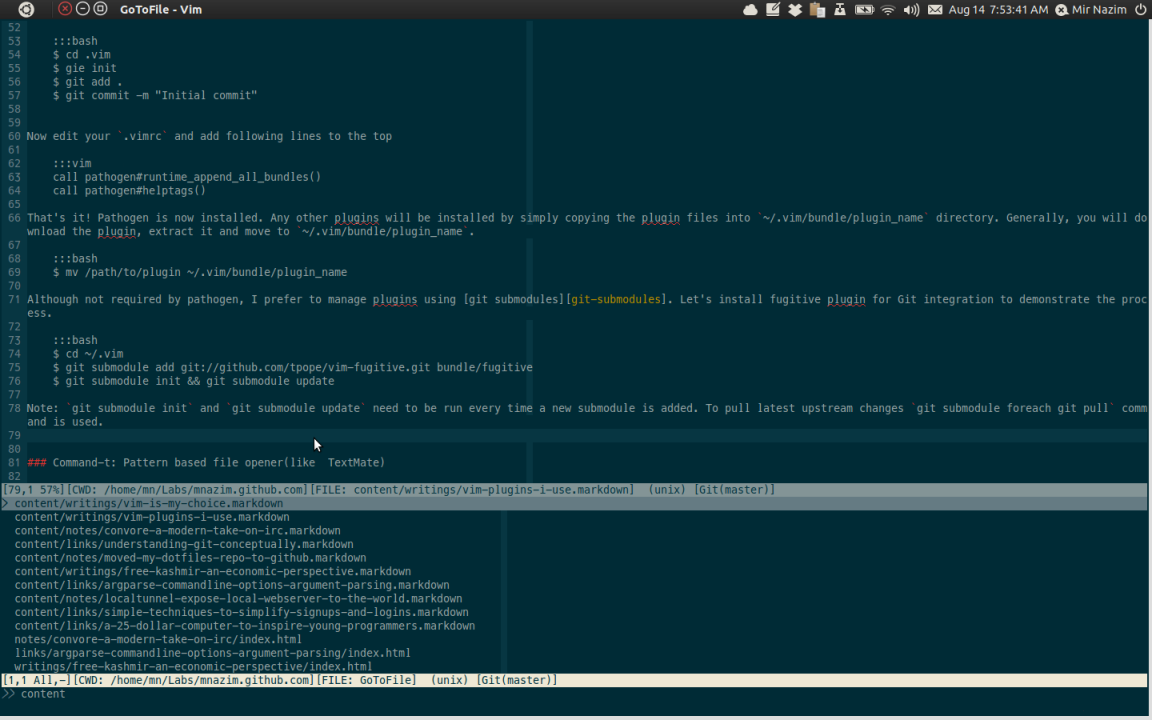 GoToFile - Vim
Aug 14 7:53:41 AM Mir Nazim
52
53 :::bash
54 $ cd .vim
55 $ gie init
56 $ git add .
57 $ git commit -m "Initial commit"
58
59
60 Now edit your `.vimrc` and add following lines to the top
61
62 :::vim
63 call pathogen#runtime_append_all_bundles()
64 call pathogen#helptags()
65
66 That's it! Pathogen is now installed. Any other plugins will be installed by simply copying the plugin files into `~/.vim/bundle/plugin_name` directory. Generally, you will do
wnload the plugin, extract it and move to `~/.vim/bundle/plugin_name`.
67
68 :::bash
69 $ mv /path/to/plugin ~/.vim/bundle/plugin_name
70
71 Although not required by pathogen, I prefer to manage plugins using [git submodules][git-submodules]. Let's install fugitive plugin for Git integration to demonstrate the proc
ess.
72
73 :::bash
74 $ cd ~/.vim
75 $ git submodule add git://github.com/tpope/vim-fugitive.git bundle/fugitive
76 $ git submodule init && git submodule update
77
78 Note: `git submodule init` and `git submodule update` need to be run every time a new submodule is added. To pull latest upstream changes `git submodule foreach git pull` comm
and is used.
79
80
81 ### Command-t: Pattern based file opener(like  TextMate)
82
[79,1 57%][CWD: /home/mn/Labs/mnazim.github.com][FILE: content/writings/vim-plugins-i-use.markdown]  (unix) [Git(master)]
> content/writings/vim-is-my-choice.markdown
content/writings/vim-plugins-i-use.markdown
content/notes/convore-a-modern-take-on-irc.markdown
content/links/understanding-git-conceptually.markdown
content/notes/moved-my-dotfiles-repo-to-github.markdown
content/writings/free-kashmir-an-economic-perspective.markdown
content/links/argparse-commandline-options-argument-parsing.markdown
content/notes/localtunnel-expose-local-webserver-to-the-world.markdown
content/links/simple-techniques-to-simplify-signups-and-logins.markdown
content/links/a-25-dollar-computer-to-inspire-young-programmers.markdown
notes/convore-a-modern-take-on-irc/index.html
links/argparse-commandline-options-argument-parsing/index.html
writings/free-kashmir-an-economic-perspective/index.html
[1,1 All,-][CWD: /home/mn/Labs/mnazim.github.com][FILE: GoToFile]  (unix) [Git(master)]
>> content